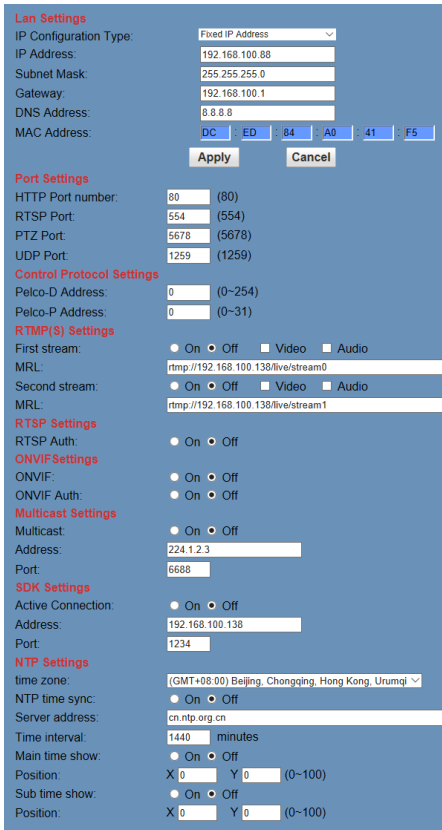 Lan Settings
IP Configuration Type: Fixed IP Address
IP Address: 192.168.100.88
Subnet Mask: 255.255.255.0
Gateway: 192.168.100.1
DNS Address: 8.8.8.8
MAC Address: DC : ED : 84 : A0 : 41 : F5
Apply Cancel
Port Settings
HTTP Port number: 80 (80)
RTSP Port: 554 (554)
PTZ Port: 5678 (5678)
UDP Port: 1259 (1259)
Control Protocol Settings
Pelco-D Address: 0 (0~254)
Pelco-P Address: 0 (0~31)
RTMP(S) Settings
First stream: On Off Video Audio
MRL: rtmp://192.168.100.138/live/stream0
Second stream: On Off Video Audio
MRL: rtmp://192.168.100.138/live/stream1
RTSP Settings
RTSP Auth: On Off
ONVIFSettings
ONVIF: On Off
ONVIF Auth: On Off
Multicast Settings
Multicast: On Off
Address: 224.1.2.3
Port: 6688
SDK Settings
Active Connection: On Off
Address: 192.168.100.138
Port: 1234
NTP Settings
time zone: (GMT+08:00) Beijing, Chongqing, Hong Kong, Urumqi
NTP time sync: On Off
Server address: cn.ntp.org.cn
Time interval: 1440 minutes
Main time show: On Off
Position: X 0 Y 0 (0~100)
Sub time show: On Off
Position: X 0 Y 0 (0~100)